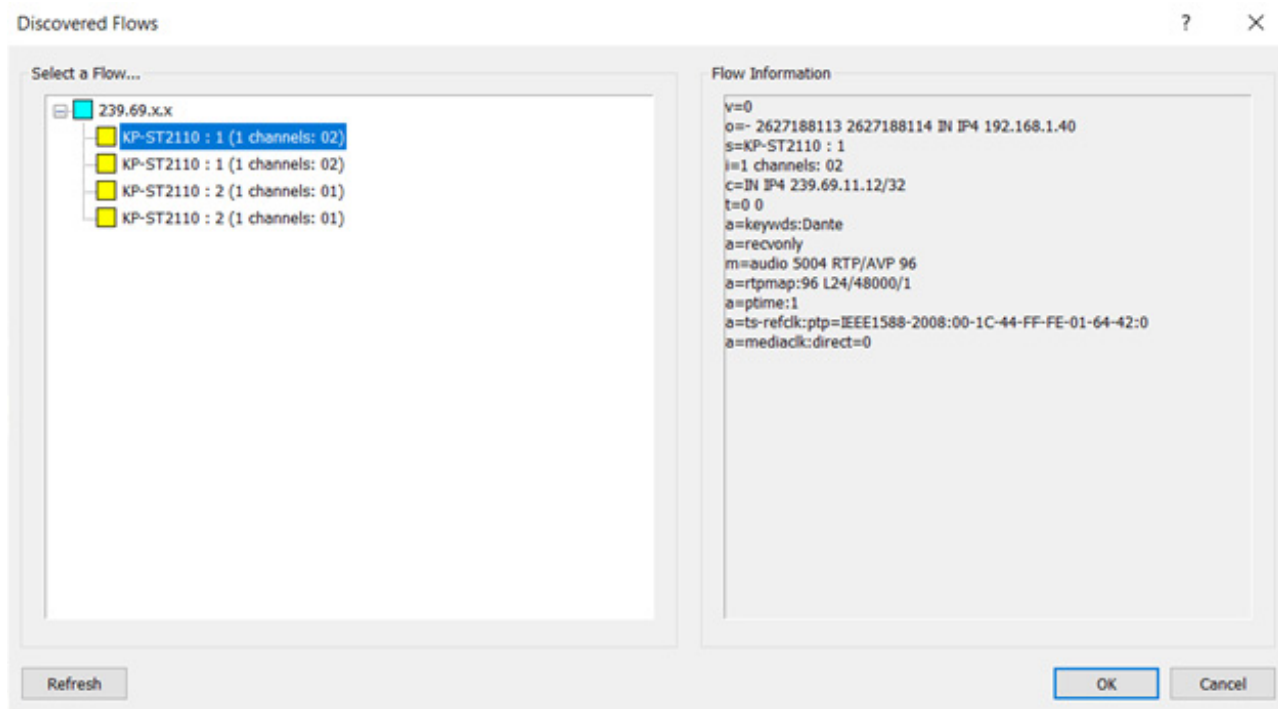 Discovered Flows
Select a Flow...
239.69.x.x
KP-ST2110 : 1 (1 channels: 02)
KP-ST2110 : 1 (1 channels: 02)
KP-ST2110 : 2 (1 channels: 01)
KP-ST2110 : 2 (1 channels: 01)
Flow Information
v=0
o=- 2627188113 2627188114 IN IP4 192.168.1.40
s=KP-ST2110 : 1
i=1 channels: 02
c=IN IP4 239.69.11.12/32
t=0 0
a=keywds:Dante
a=recvonly
m=audio 5004 RTP/AVP 96
a=rtpmap:96 L24/48000/1
a=ptime:1
a=ts-refclk:ptp=IEEE1588-2008:00-1C-44-FF-FE-01-64-42:0
a=mediaclk:direct=0
Refresh
OK
Cancel